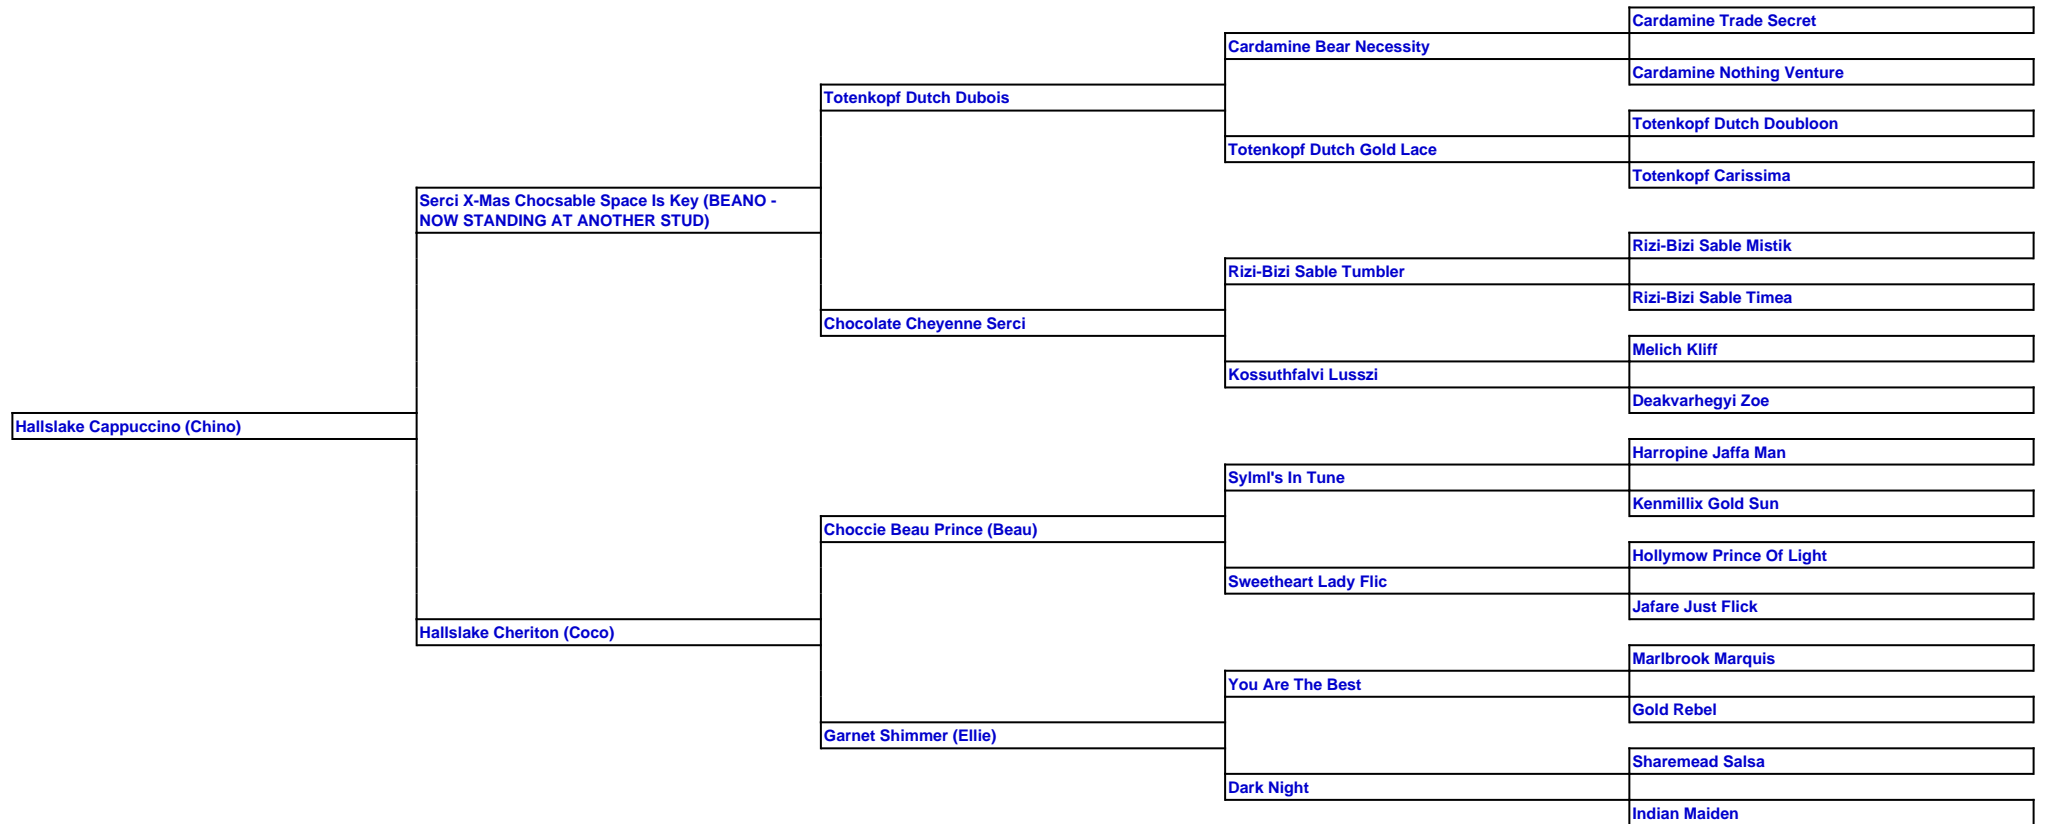 Cardamine Trade Secret
Cardamine Bear Necessity
Cardamine Nothing Venture
Totenkopf Dutch Dubois
Totenkopf Dutch Doubloon
Totenkopf Dutch Gold Lace
Totenkopf Carissima
Serci X-Mas Chocsable Space Is Key (BEANO -
NOW STANDING AT ANOTHER STUD)
Rizi-Bizi Sable Mistik
Rizi-Bizi Sable Tumbler
Rizi-Bizi Sable Timea
Chocolate Cheyenne Serci
Melich Kliff
Kossuthfalvi Lusszi
Deakvarhegyi Zoe
Hallslake Cappuccino (Chino)
Harropine Jaffa Man
Sylml's In Tune
Kenmillix Gold Sun
Choccie Beau Prince (Beau)
Hollymow Prince Of Light
Sweetheart Lady Flic
Jafare Just Flick
Hallslake Cheriton (Coco)
Marlbrook Marquis
You Are The Best
Gold Rebel
Garnet Shimmer (Ellie)
Sharemead Salsa
Dark Night
Indian Maiden